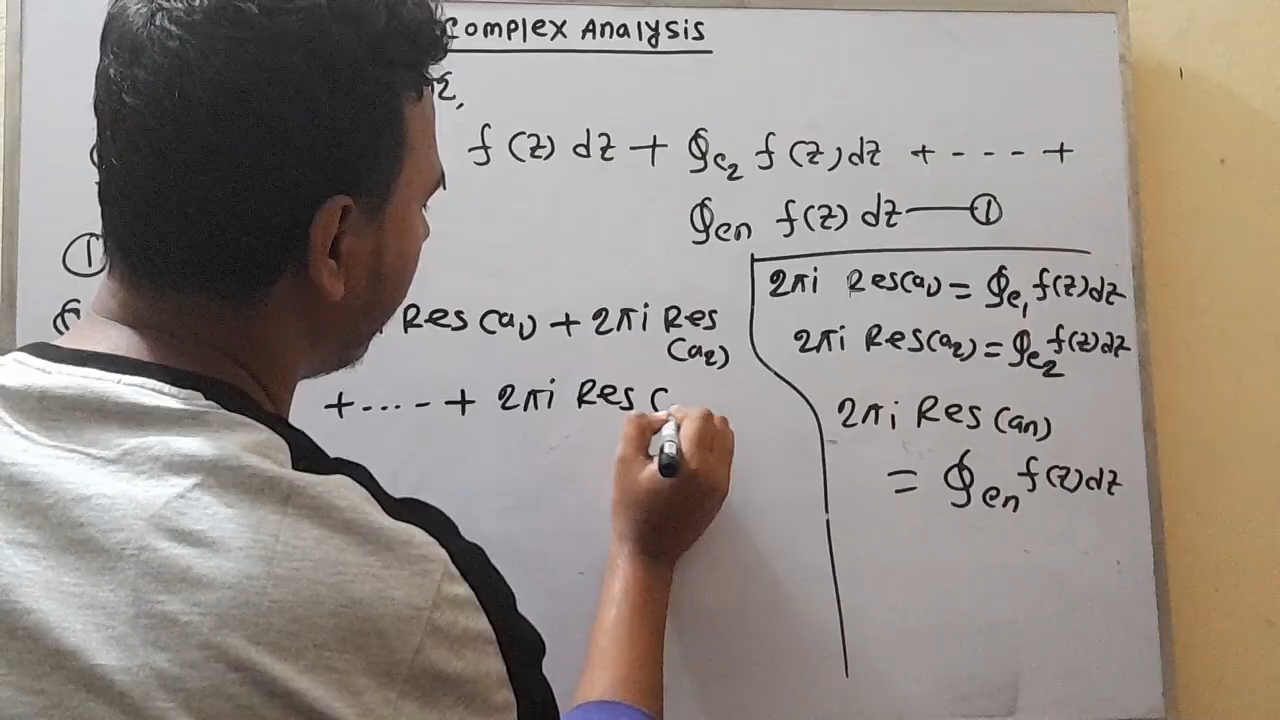 Complex Analysis
f(z) dz + ∮c₂ f(z) dz + - - - - +
∮cn f(z) dz —— ①
①
Res(a₁) + 2πi Res
(a₂)
+ .... - + 2πi Res (
2πi Res(a₁) = ∮c₁ f(z) dz
2πi Res(a₂) = ∮c₂ f(z) dz
2πi Res (an)
= ∮cn f(z) dz